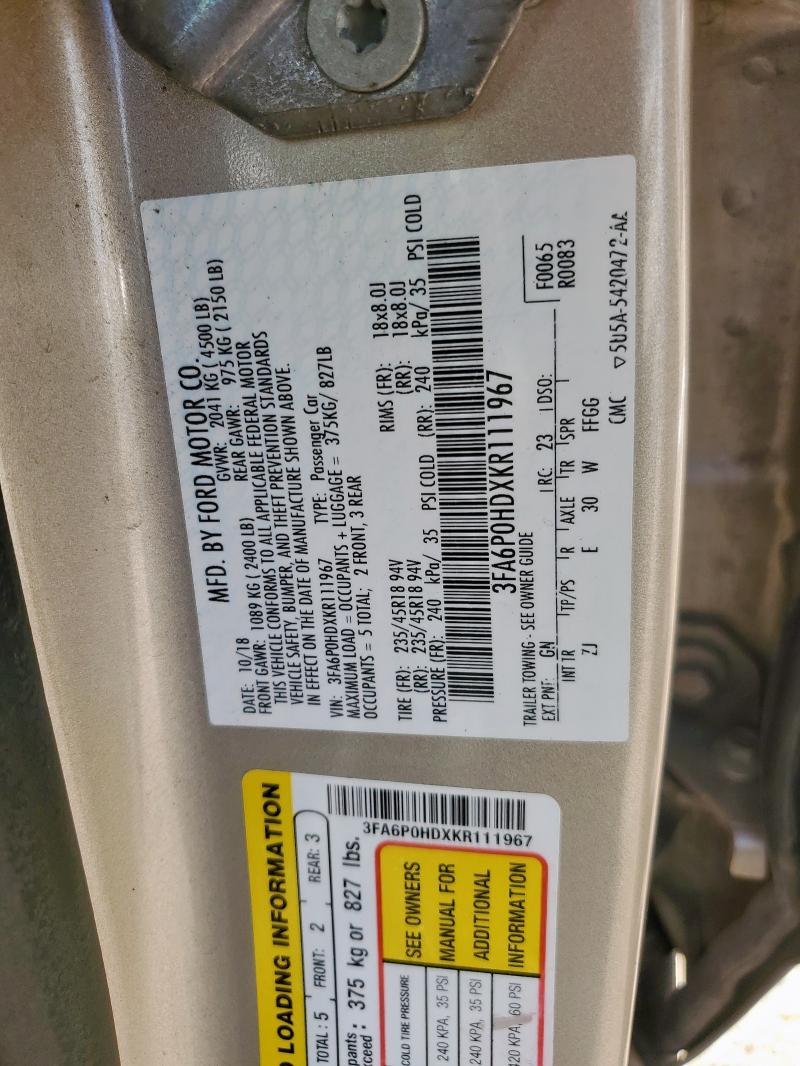 MFD. BY FORD MOTOR CO.
DATE: 10/18 GVWR: 2041 KG ( 4500 LB)
FRONT GAWR: 1089 KG ( 2400 LB) REAR GAWR: 975 KG ( 2150 LB)
THIS VEHICLE CONFORMS TO ALL APPLICABLE FEDERAL MOTOR
VEHICLE SAFETY, BUMPER, AND THEFT PREVENTION STANDARDS
IN EFFECT ON THE DATE OF MANUFACTURE SHOWN ABOVE.
VIN: 3FA6P0HDXKR111967 TYPE: Passenger Car
MAXIMUM LOAD = OCCUPANTS + LUGGAGE = 375KG/ 827LB
OCCUPANTS = 5 TOTAL; 2 FRONT, 3 REAR
TIRE (FR): 235/45R18 94V RIMS (FR): 18x8.0J
(RR): 235/45R18 94V (RR): 18x8.0J
PRESSURE (FR): 240 kPa/ 35 PSI COLD (RR): 240 kPa/ 35 PSI COLD
3FA6P0HDXKR111967
TRAILER TOWING - SEE OWNER GUIDE
F0065
EXT PNT: GN RC: 23 DSO: R0083
INT TR TP/PS R AXLE TR SPR
ZJ E 30 W FFGG
CMC 5U5A-5420472-AA
LOADING INFORMATION
TOTAL : 5 FRONT: 2 REAR: 3
pants
xceed : 375 kg or 827 lbs.
3FA6P0HDXKR111967
COLD TIRE PRESSURE
240 KPA, 35 PSI
240 KPA, 35 PSI
420 KPA, 60 PSI
SEE OWNERS
MANUAL FOR
ADDITIONAL
INFORMATION